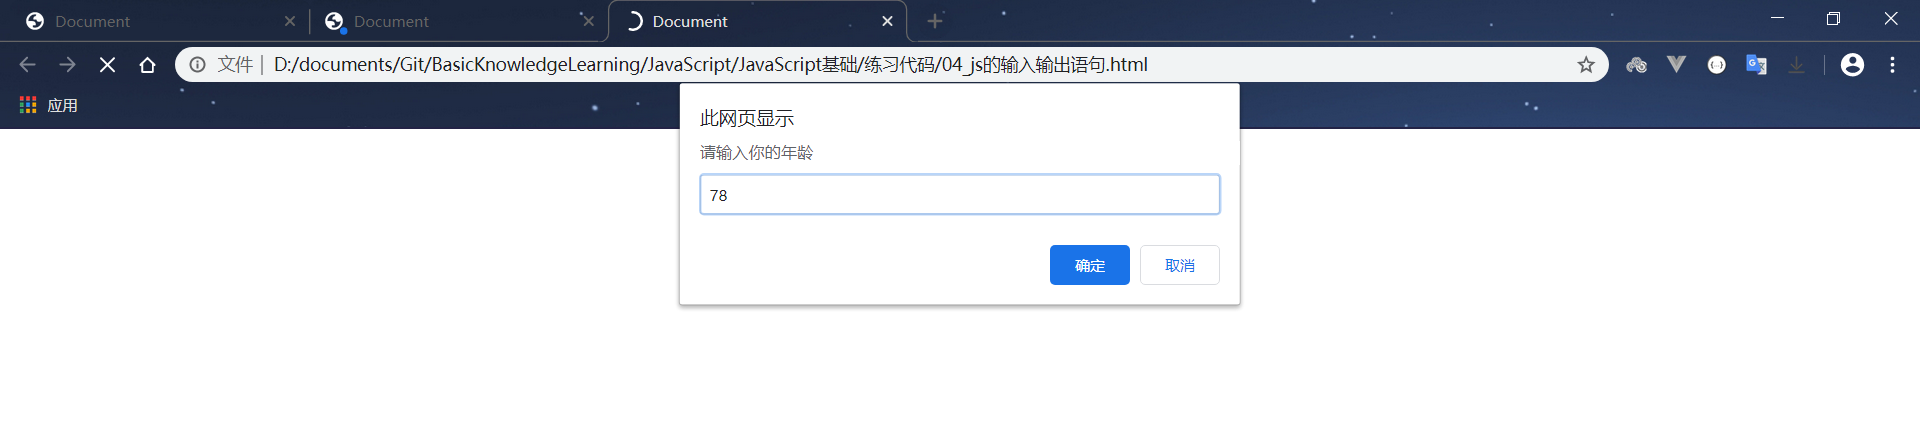 Document
Document
Document
文件 | D:/documents/Git/BasicKnowledgeLearning/JavaScript/JavaScript基础/练习代码/04_js的输入输出语句.html
应用
此网页显示
请输入你的年龄
78
确定
取消